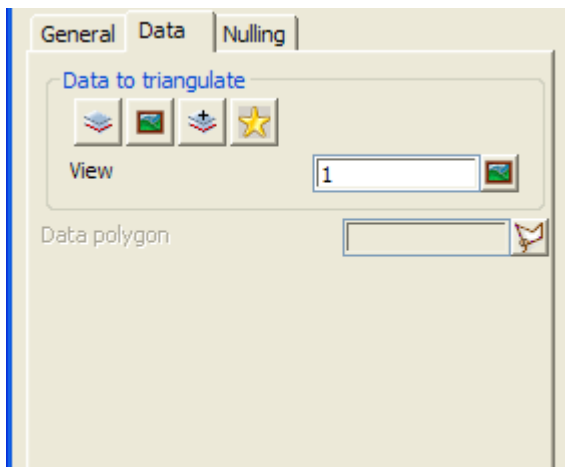 General Data Nulling
Data to triangulate
View 1
Data polygon